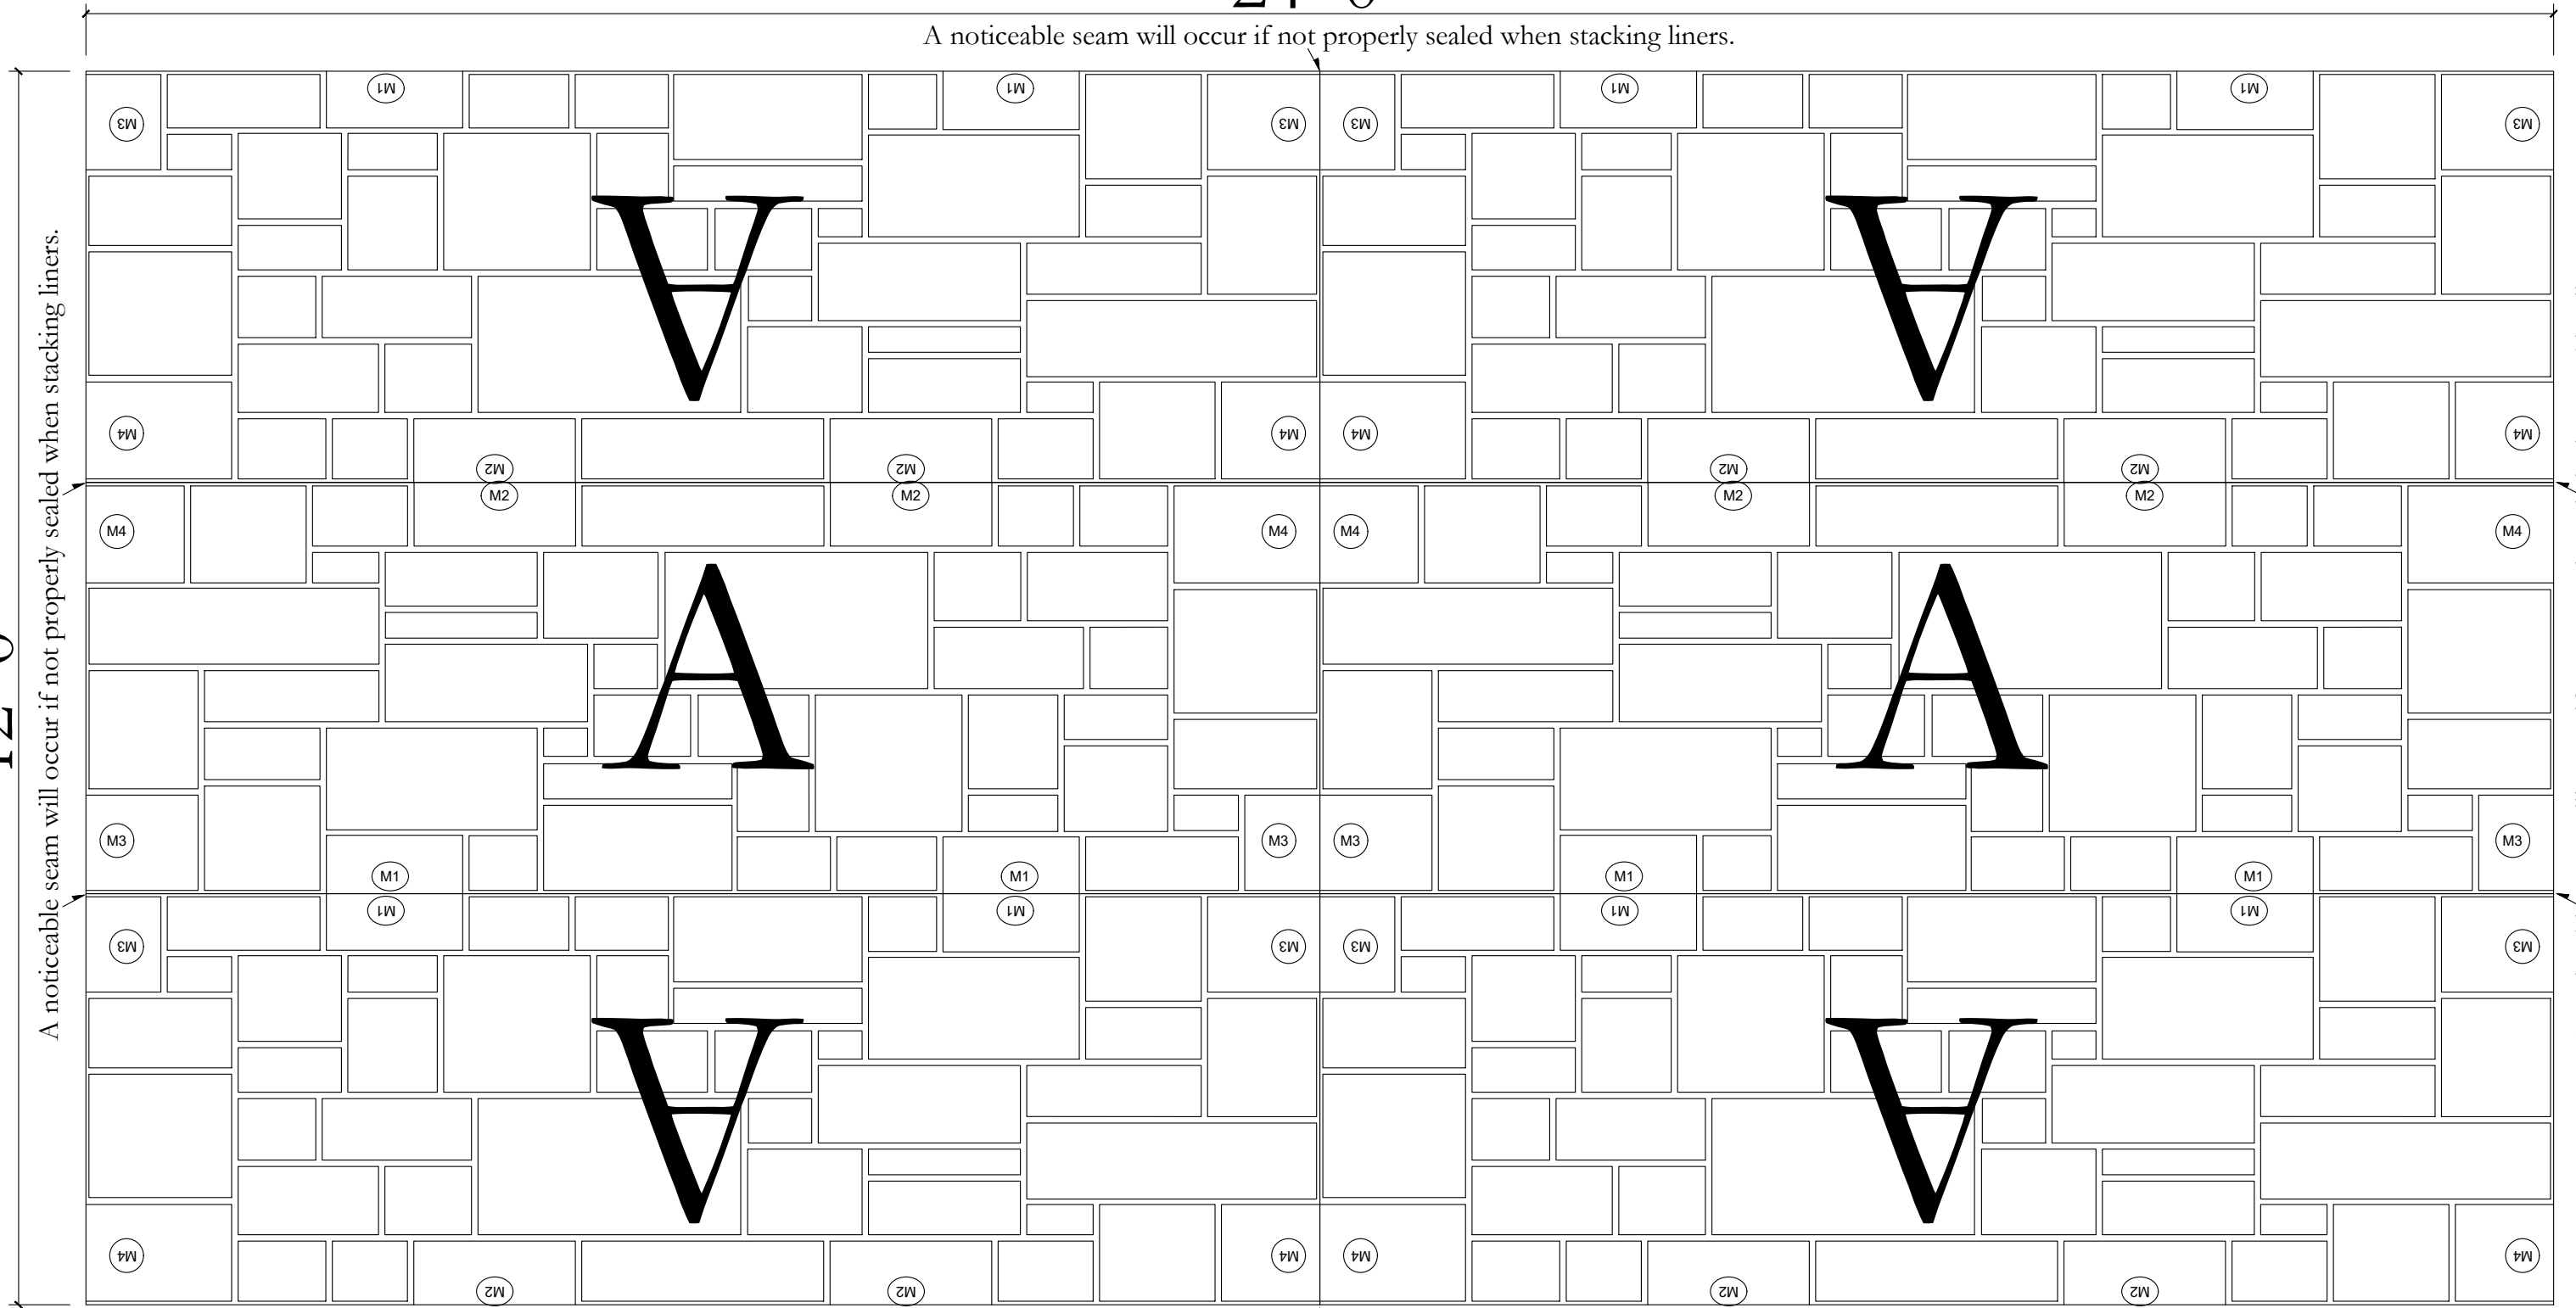 A noticeable seam will occur if not properly sealed when stacking liners.
M1 M1 M1 M1
M3 M3 M3 M3
A A
M4 M4 M4 M4
M2 M2 M2 M2
A noticeable seam will occur if not properly sealed when stacking liners.
M2 M2 M2 M2
M4 M4 M4 M4
A A
M3 M3 M3 M3
M1 M1 M1 M1
M1 M1 M1 M1
M3 M3 M3 M3
A A
M4 M4 M4 M4
M2 M2 M2 M2